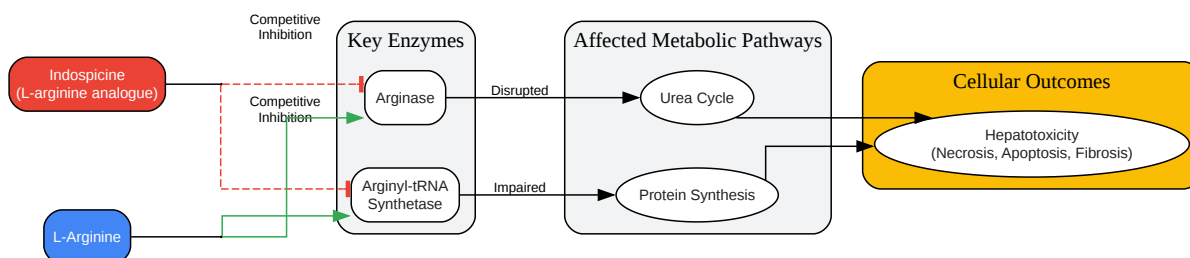 Competitive
Inhibition
Key Enzymes
Affected Metabolic Pathways
Indospicine
(L-arginine analogue)
Cellular Outcomes
Arginase
Disrupted
Urea Cycle
Competitive
Inhibition
Hepatotoxicity
(Necrosis, Apoptosis, Fibrosis)
Arginyl-tRNA
Synthetase
Impaired
Protein Synthesis
L-Arginine